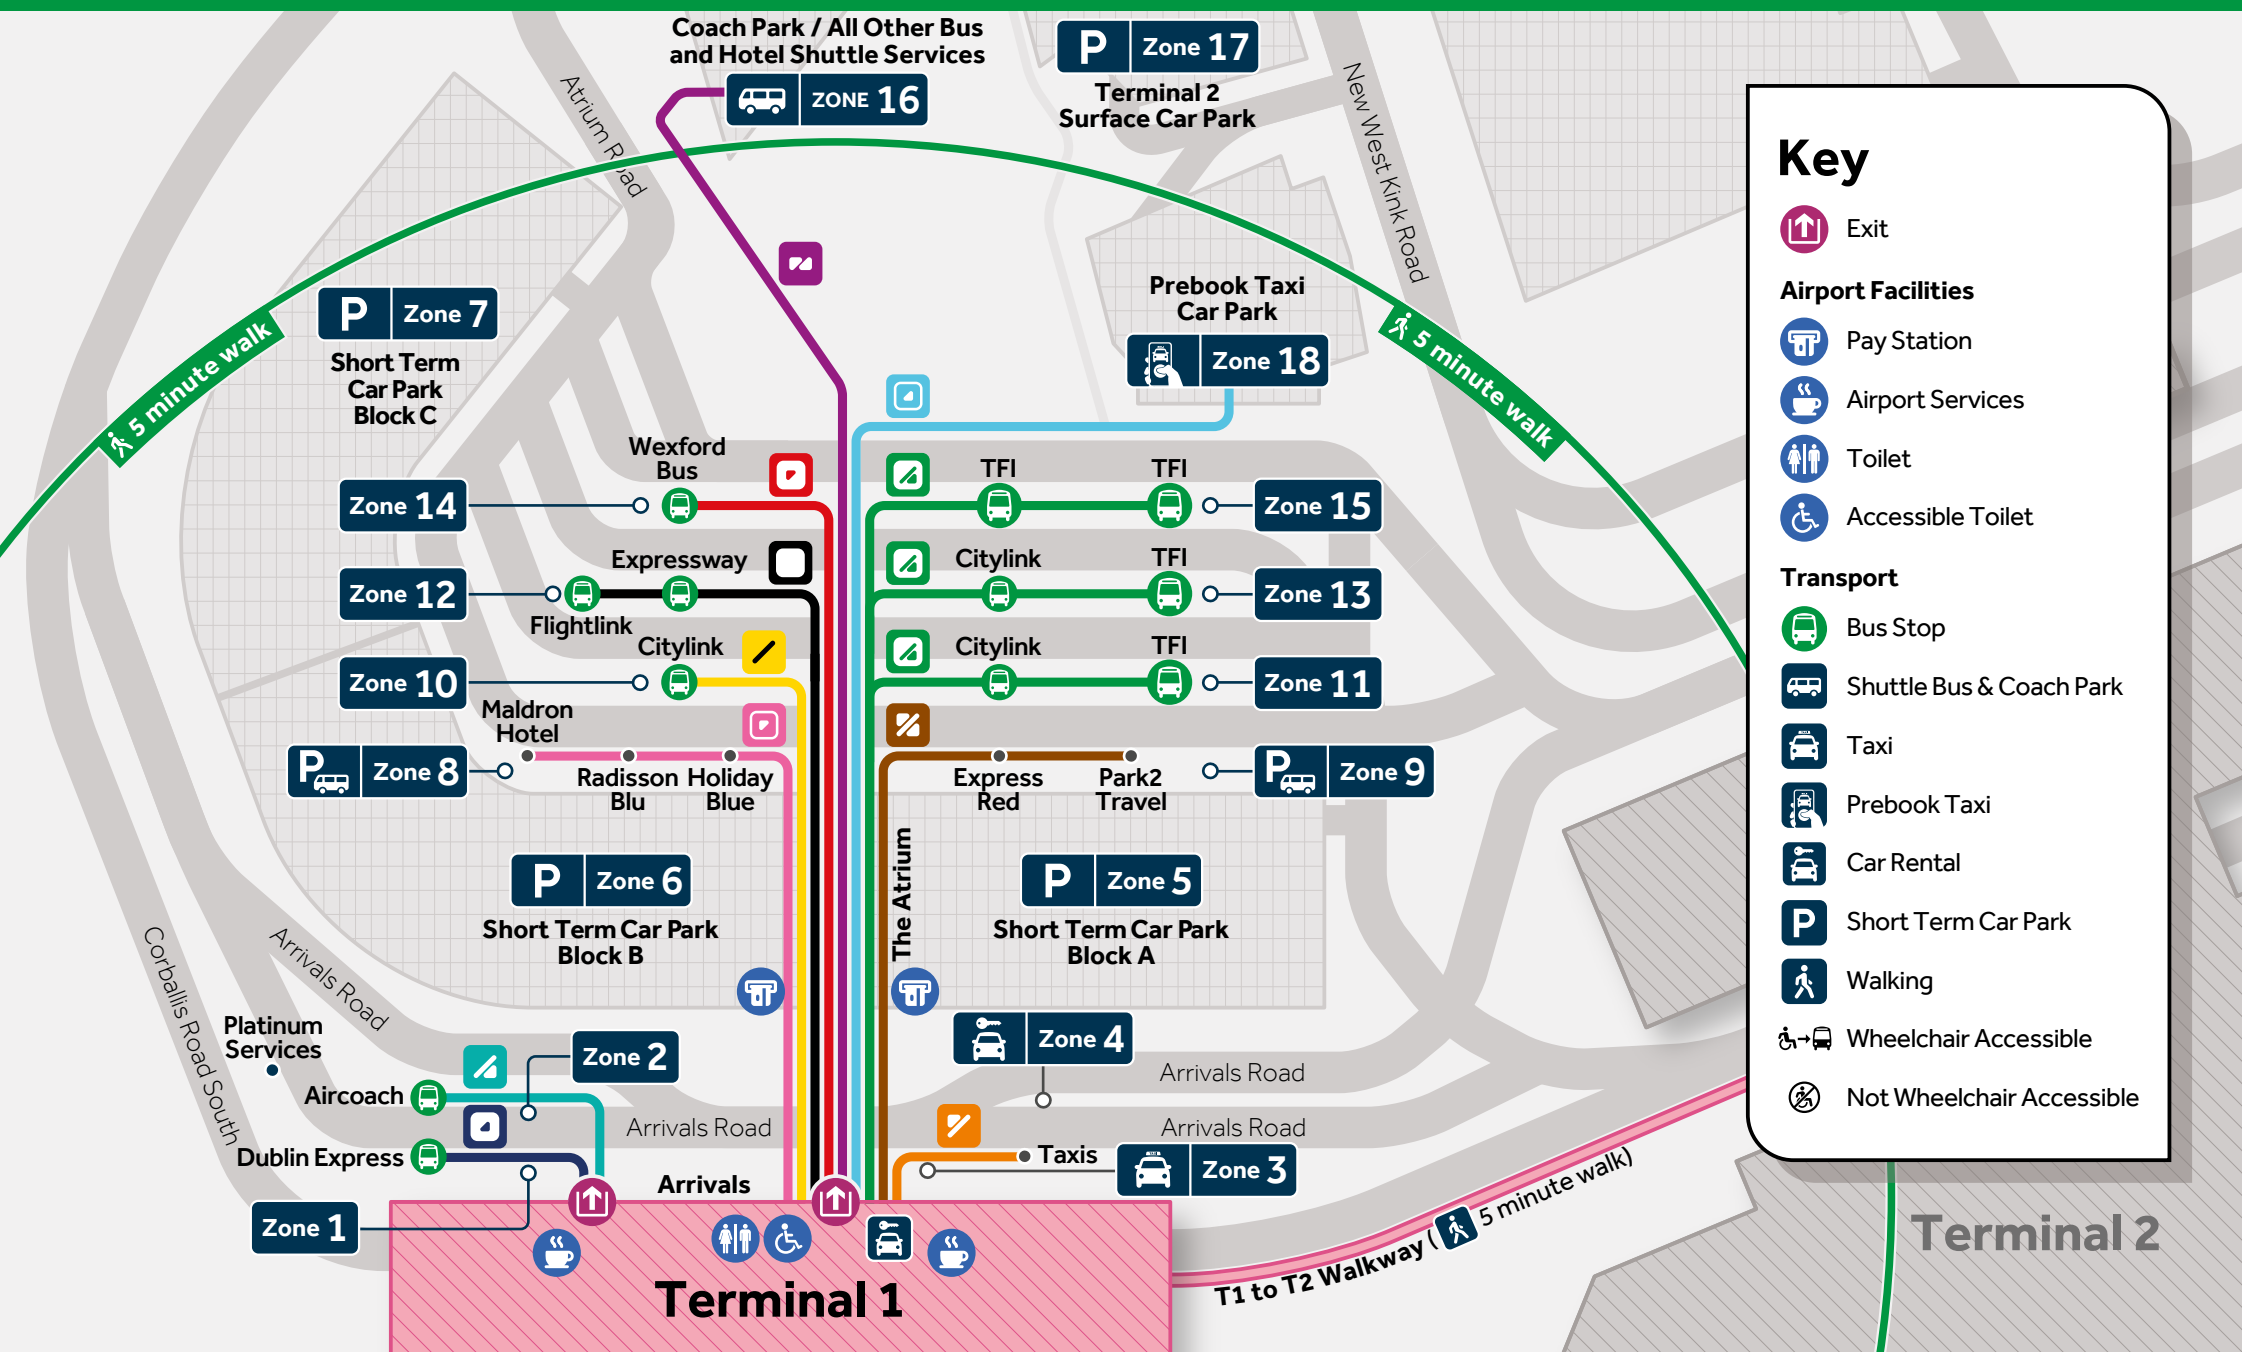 Coach Park / All Other Bus
and Hotel Shuttle Services
ZONE 16
P Zone 17
Terminal 2
Surface Car Park
Atrium Road
New West Kink Road
5 minute walk
5 minute walk
P Zone 7
Short Term
Car Park
Block C
Prebook Taxi
Car Park
Zone 18
Wexford
Bus
Zone 14
TFI
TFI
Zone 15
Expressway
Zone 12
Flightlink
Citylink
TFI
Zone 13
Citylink
Zone 10
Citylink
TFI
Zone 11
Maldron
Hotel
P Zone 8
Radisson
Blu
Holiday
Blue
Express
Red
Park2
Travel
P Zone 9
P Zone 6
Short Term Car Park
Block B
The Atrium
P Zone 5
Short Term Car Park
Block A
Corballis Road South
Arrivals Road
Platinum
Services
Zone 2
Zone 4
Arrivals Road
Aircoach
Arrivals Road
Arrivals Road
Dublin Express
Taxis
Zone 3
Zone 1
Arrivals
Terminal 1
T1 to T2 Walkway ( 5 minute walk)
Terminal 2
Key
Exit
Airport Facilities
Pay Station
Airport Services
Toilet
Accessible Toilet
Transport
Bus Stop
Shuttle Bus & Coach Park
Taxi
Prebook Taxi
Car Rental
P Short Term Car Park
Walking
Wheelchair Accessible
Not Wheelchair Accessible